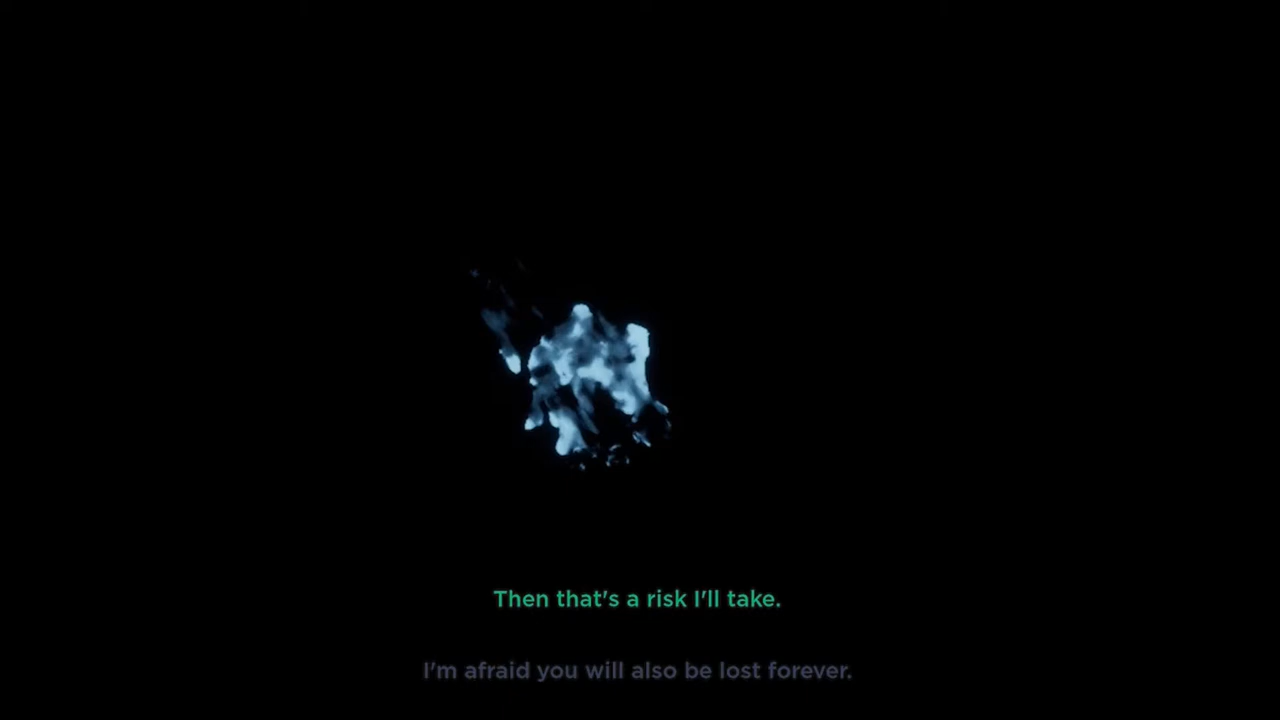 Then that's a risk I'll take.
I'm afraid you will also be lost forever.